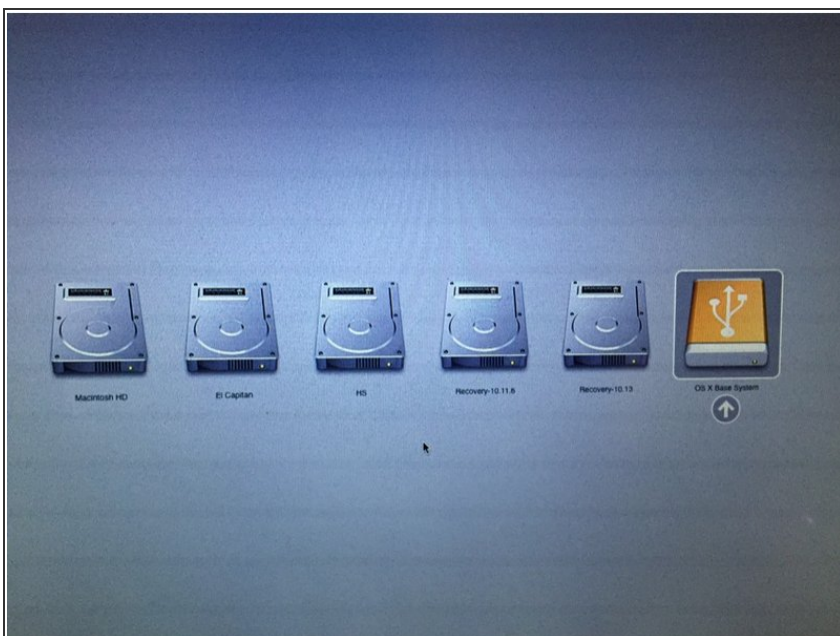 Macintosh HD
El Capitan
HS
Recovery-10.11.6
Recovery-10.13
OS X Base System